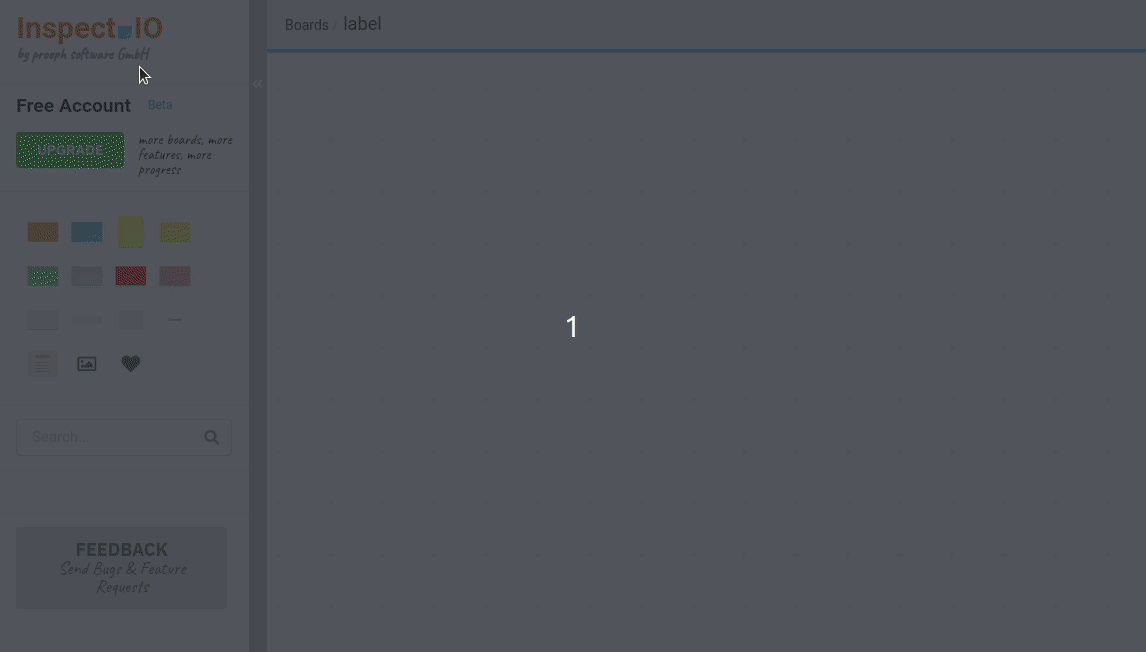 InspectIO
by prooph software GmbH
Boards / label
Free Account Beta
UPGRADE
more boards, more
features, more
progress
1
Search...
FEEDBACK
Send Bugs & Feature
Requests